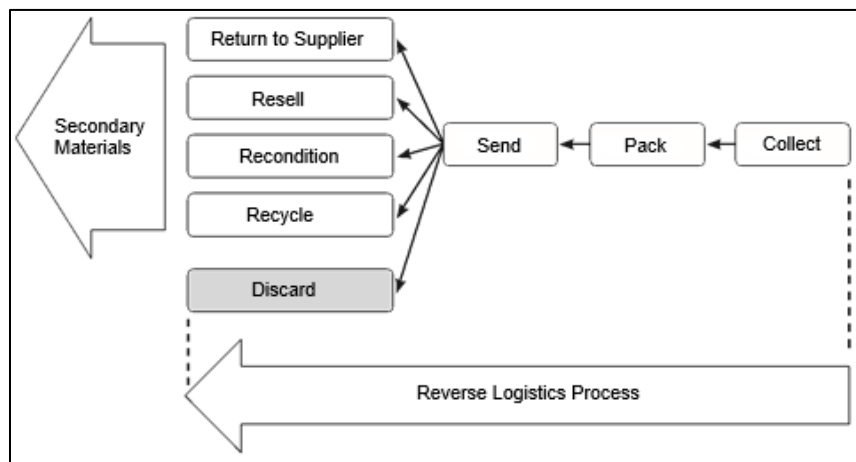 Return to Supplier
Resell
Secondary
Materials
Send
Pack
Collect
Recondition
Recycle
Discard
Reverse Logistics Process